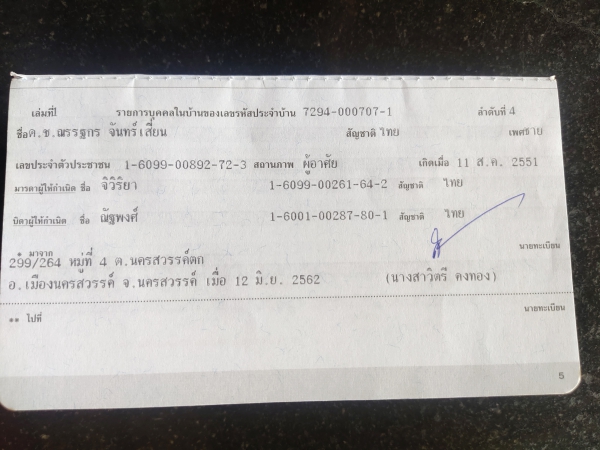 เล่มที่1 รายการบุคคลในบ้านของเลขรหัสประจำบ้าน 7294-000707-1 ลำดับที่ 4
ชื่อ ด.ช.ณรรฐกร จันทร์เสี่ยน สัญชาติ ไทย เพศ ชาย
เลขประจำตัวประชาชน 1-6099-00892-72-3 สถานภาพ ผู้อาศัย เกิดเมื่อ 11 ส.ค. 2551
มารดาผู้ให้กำเนิด ชื่อ จิวิริยา 1-6099-00261-64-2 สัญชาติ ไทย
บิดาผู้ให้กำเนิด ชื่อ ณัฐพงศ์ 1-6001-00287-80-1 สัญชาติ ไทย
* มาจาก นายทะเบียน
299/264 หมู่ที่ 4 ต.นครสวรรค์ตก
อ.เมืองนครสวรรค์ จ.นครสวรรค์ เมื่อ 12 มิ.ย. 2562 (นางสาวิตรี คงทอง)
** ไปที่ นายทะเบียน
5